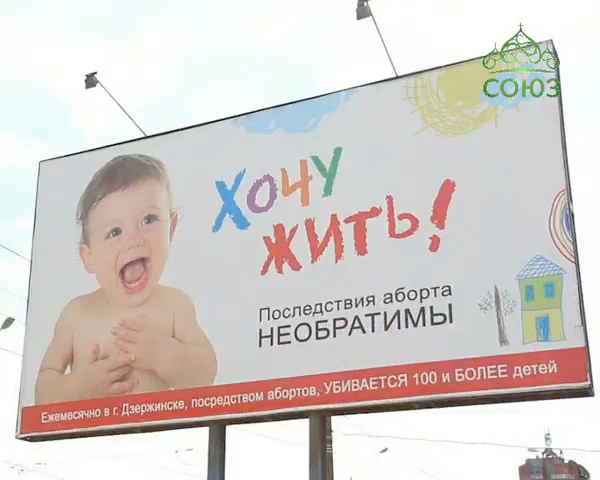 СОЮЗ
ХОЧУ
ЖИТЬ!
Последствия аборта
НЕОБРАТИМЫ
Ежемесячно в г. Дзержинске, посредством абортов, УБИВАЕТСЯ 100 и БОЛЕЕ детей